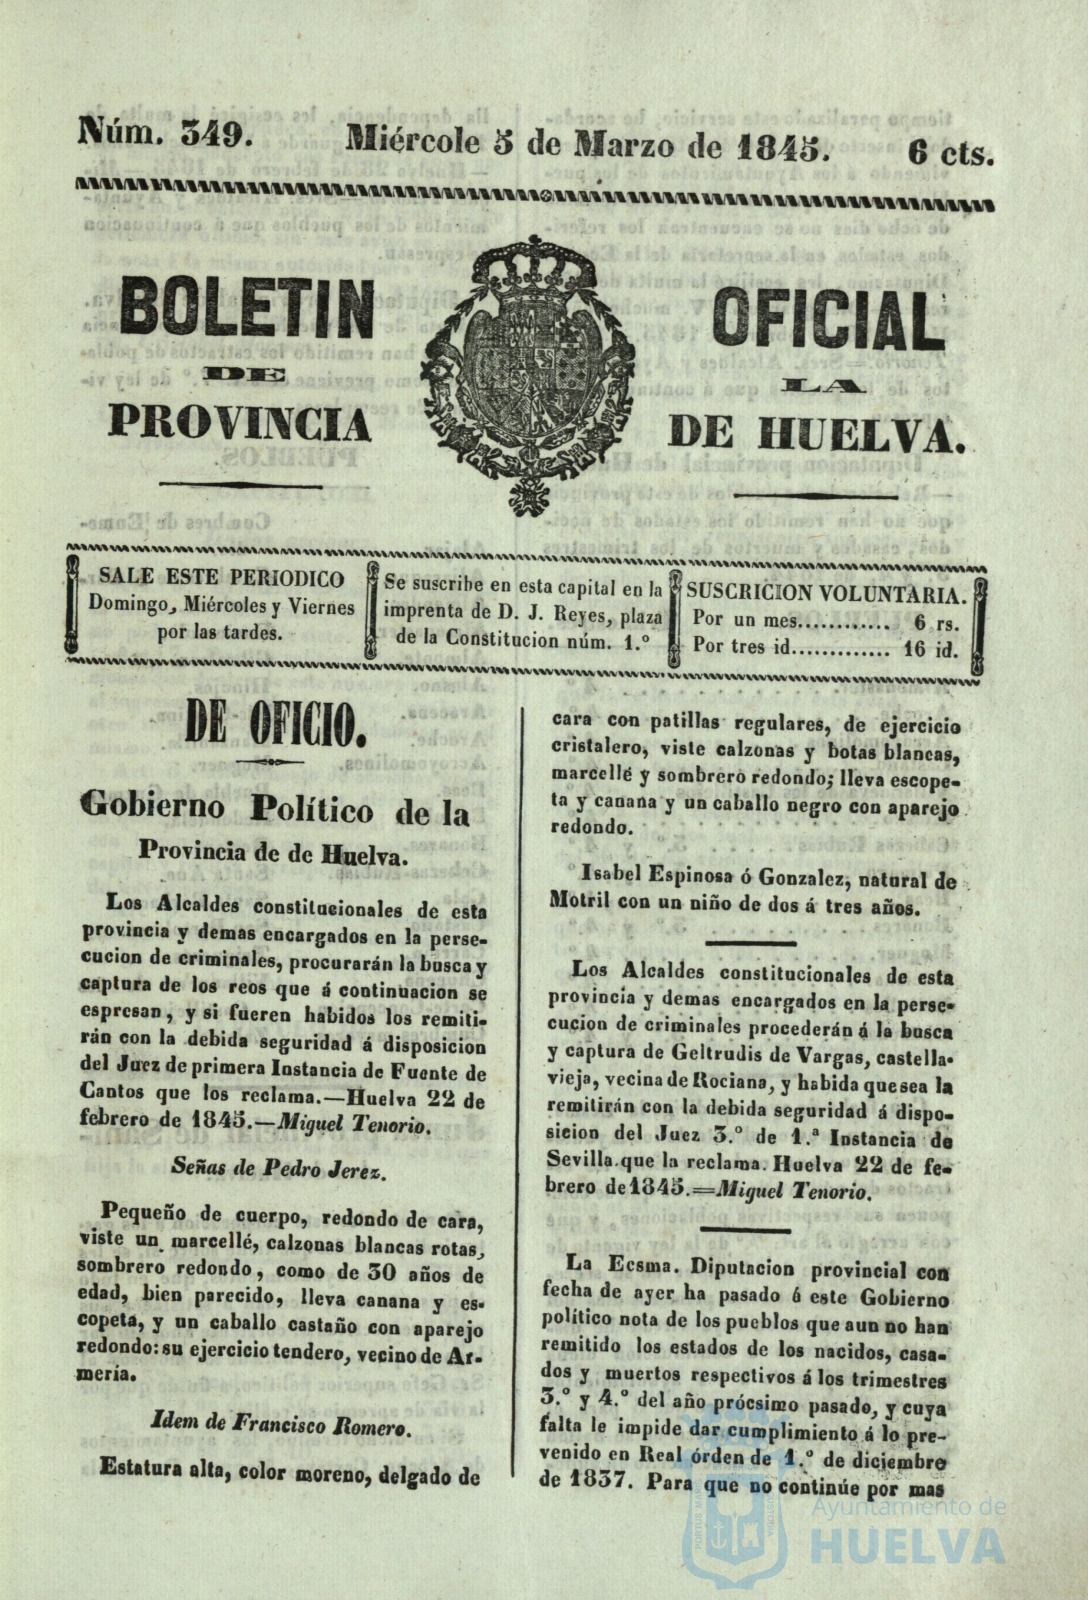 Núm. 349. Miércole 5 de Marzo de 1845. 6 cts.
BOLETIN OFICIAL
DE LA
PROVINCIA DE HUELVA.
SALE ESTE PERIODICO
Domingo, Miércoles y Viernes
por las tardes.
Se suscribe en esta capital en la
imprenta de D. J. Reyes, plaza
de la Constitucion núm. 1.º
SUSCRICION VOLUNTARIA.
Por un mes............ 6 rs.
Por tres id............. 16 id.
DE OFICIO.
Gobierno Político de la
Provincia de de Huelva.
Los Alcaldes constitucionales de esta
provincia y demas encargados en la perse-
cucion de criminales, procurarán la busca y
captura de los reos que á continuacion se
espresan, y si fueren habidos los remiti-
rán con la debida seguridad á disposicion
del Juez de primera Instancia de Fuente de
Cantos que los reclama.—Huelva 22 de
febrero de 1845.—Miguel Tenorio.
Señas de Pedro Jerez.
Pequeño de cuerpo, redondo de cara,
viste un marcellé, calzonas blancas rotas,
sombrero redondo, como de 30 años de
edad, bien parecido, lleva canana y es-
copeta, y un caballo castaño con aparejo
redondo: su ejercicio tendero, vecino de Ar-
mería.
Idem de Francisco Romero.
Estatura alta, color moreno, delgado de
cara con patillas regulares, de ejercicio
cristalero, viste calzonas y botas blancas,
marcellé y sombrero redondo; lleva escope-
ta y canana y un caballo negro con aparejo
redondo.
Isabel Espinosa ó Gonzalez, natural de
Motril con un niño de dos á tres años.
Los Alcaldes constitucionales de esta
provincia y demas encargados en la perse-
cucion de criminales procederán á la busca
y captura de Geltrudis de Vargas, castella-
vieja, vecina de Rociana, y habida que sea la
remitirán con la debida seguridad á dispo-
sicion del Juez 3.º de 1.ª Instancia de
Sevilla que la reclama. Huelva 22 de fe-
brero de 1845.=Miguel Tenorio.
La Ecsma. Diputacion provincial con
fecha de ayer ha pasado á este Gobierno
político nota de los pueblos que aun no han
remitido los estados de los nacidos, casa-
dos y muertos respectivos á los trimestres
3.º y 4.º del año prócsimo pasado, y cuya
falta le impide dar cumplimiento á lo pre-
venido en Real órden de 1.º de diciembre
de 1837. Para que no continúe por mas
Ayuntamiento de
HUELVA